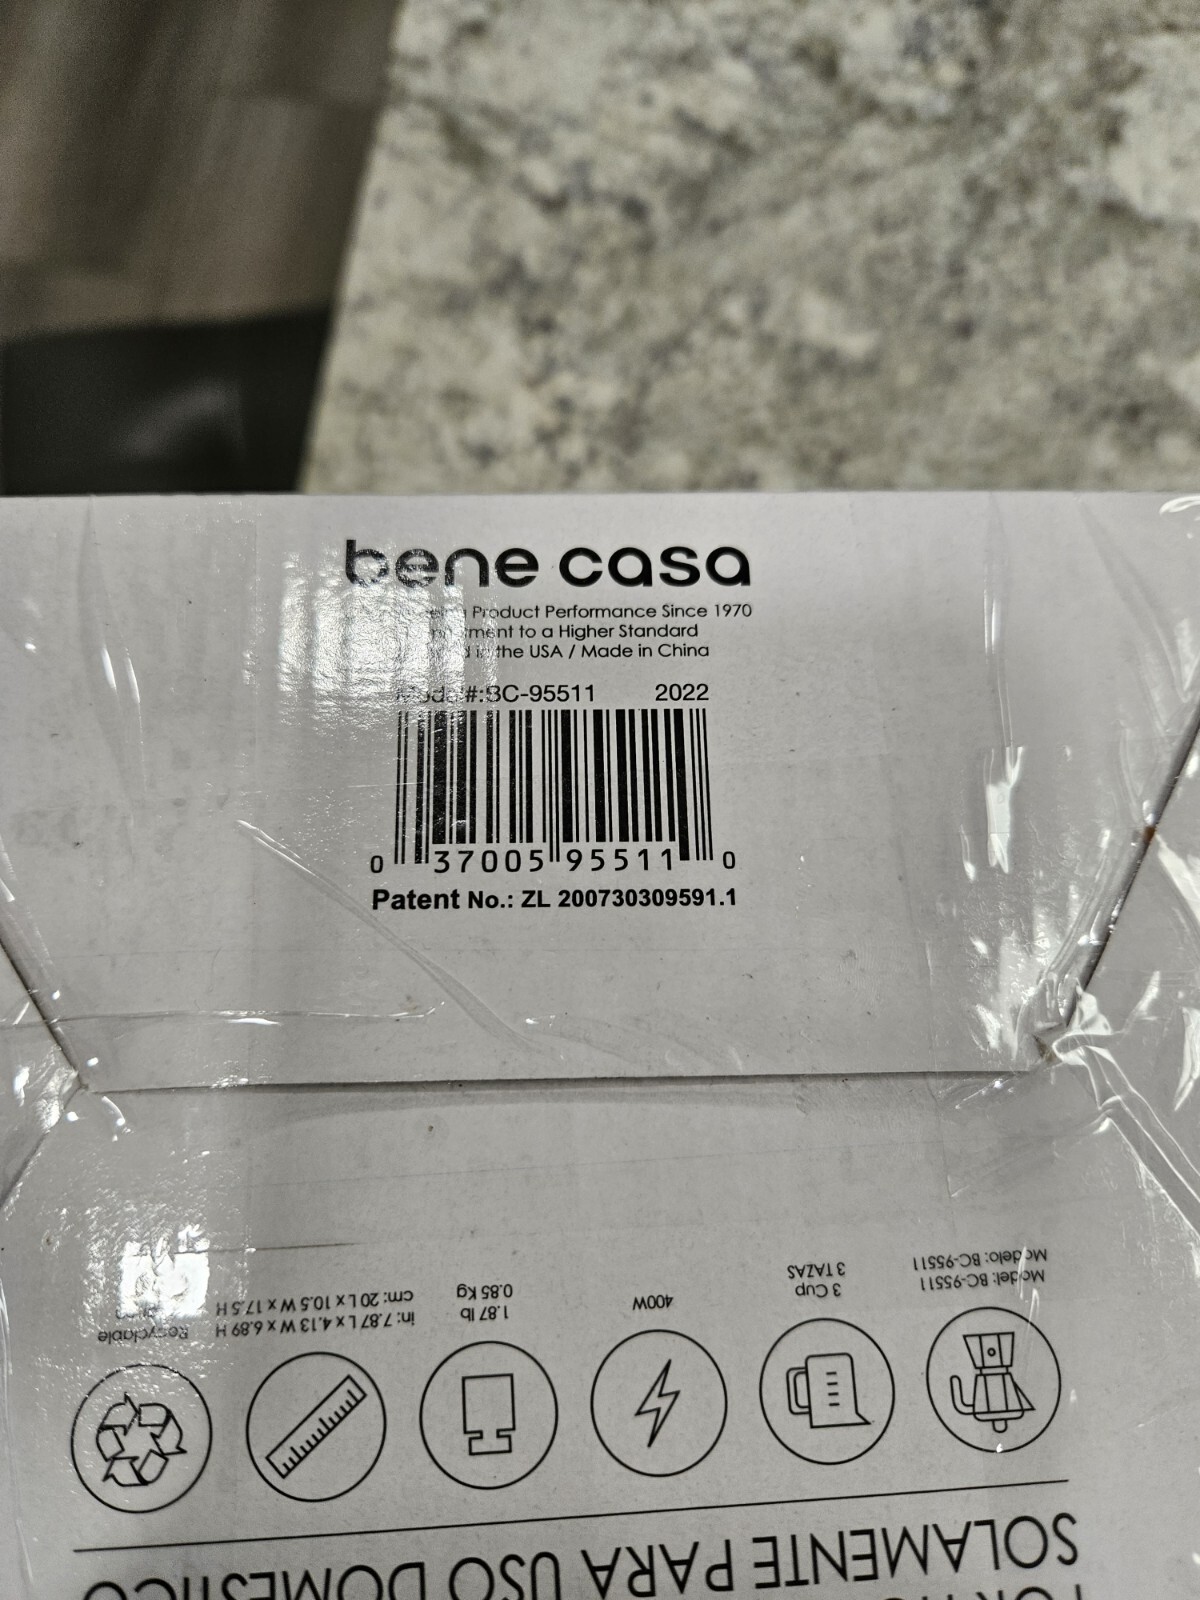 bene casa
Product Performance Since 1970
to a Higher Standard
in the USA / Made in China
Model#:BC-95511 2022
0 37005 95511 0
Patent No.: ZL 200730309591.1
SOLAMENTE PARA USO DOMÉSTICO
Model: BC-95511
Modelo: BC-95511
3 Cup
3 TAZAS
400W
1.87 lb
0.85 Kg
in: 7.87 L x 4.13 W x 6.89 H
cm: 20 L x 10.5 W x 17.5 H
Recyclable